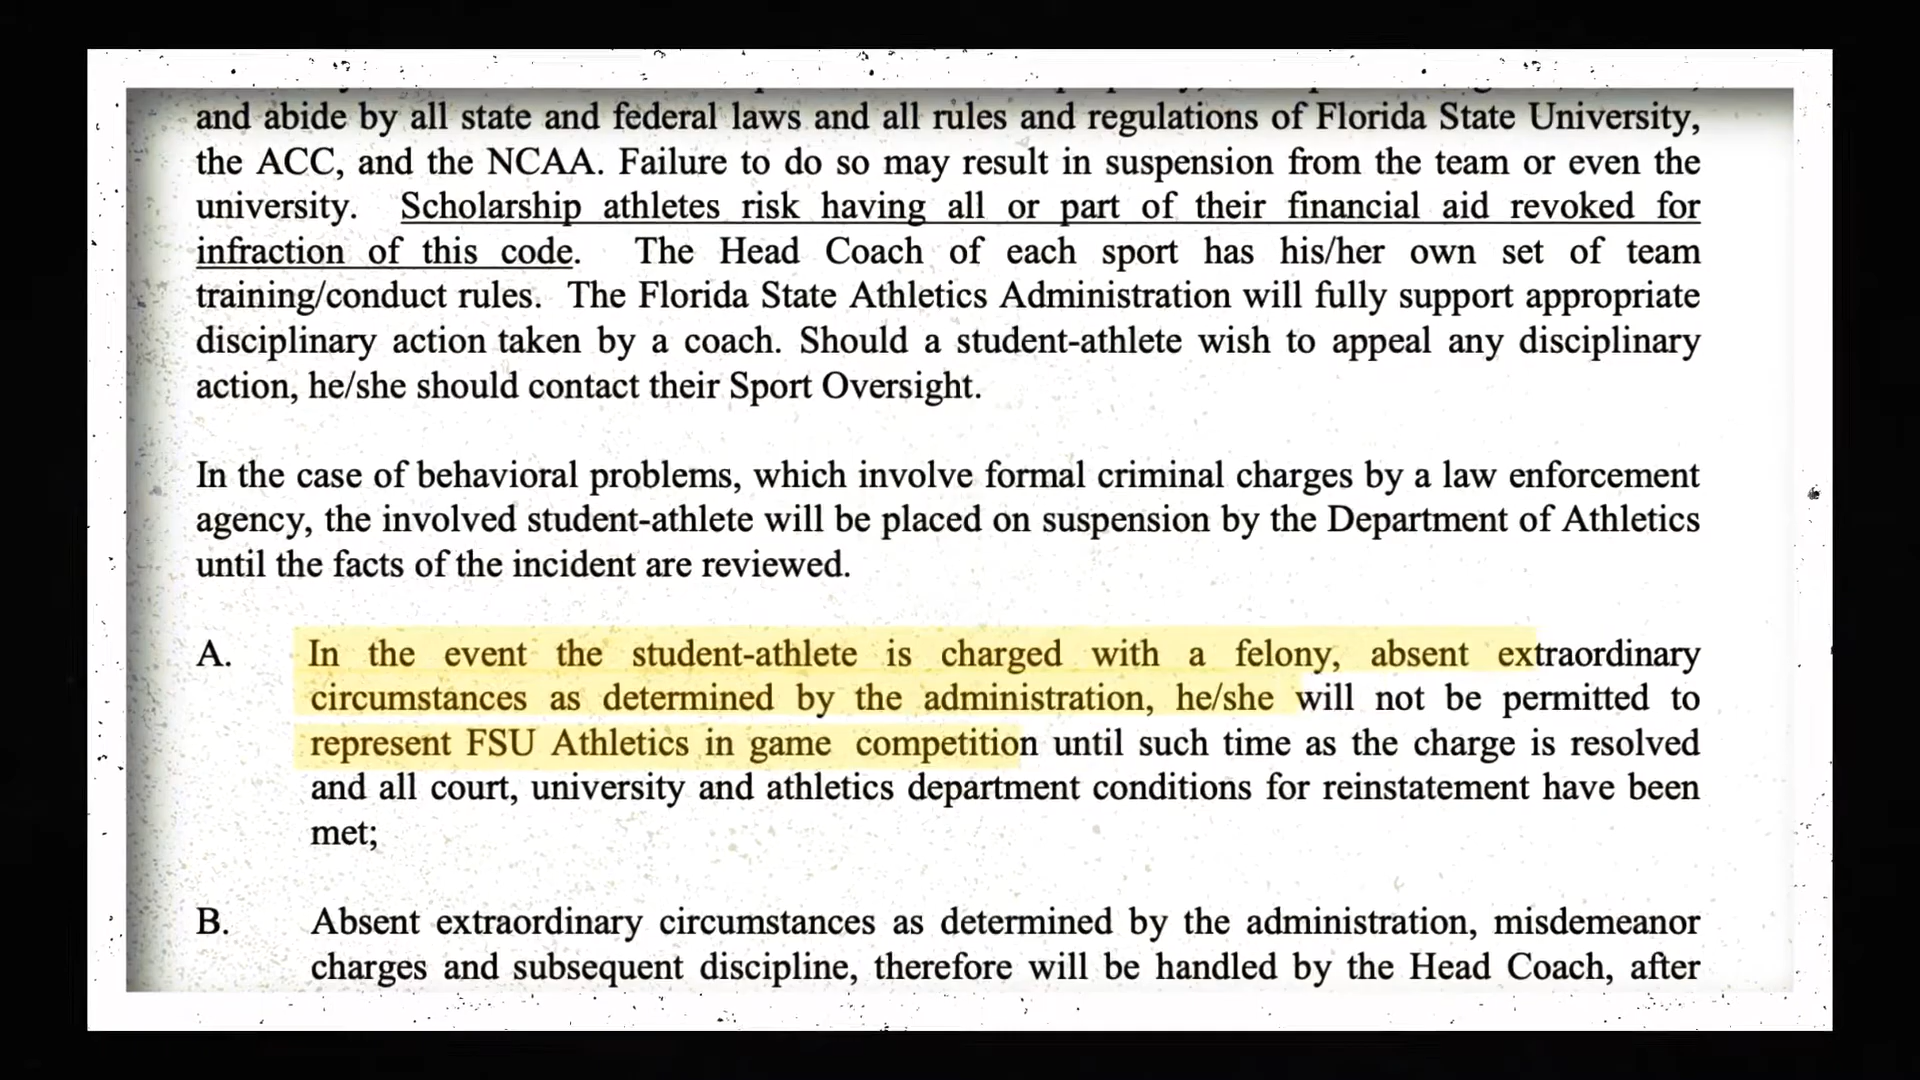 and abide by all state and federal laws and all rules and regulations of Florida State University,
the ACC, and the NCAA. Failure to do so may result in suspension from the team or even the
university. Scholarship athletes risk having all or part of their financial aid revoked for
infraction of this code. The Head Coach of each sport has his/her own set of team
training/conduct rules. The Florida State Athletics Administration will fully support appropriate
disciplinary action taken by a coach. Should a student-athlete wish to appeal any disciplinary
action, he/she should contact their Sport Oversight.
In the case of behavioral problems, which involve formal criminal charges by a law enforcement
agency, the involved student-athlete will be placed on suspension by the Department of Athletics
until the facts of the incident are reviewed.
A. In the event the student-athlete is charged with a felony, absent extraordinary
circumstances as determined by the administration, he/she will not be permitted to
represent FSU Athletics in game competition until such time as the charge is resolved
and all court, university and athletics department conditions for reinstatement have been
met;
B. Absent extraordinary circumstances as determined by the administration, misdemeanor
charges and subsequent discipline, therefore will be handled by the Head Coach, after